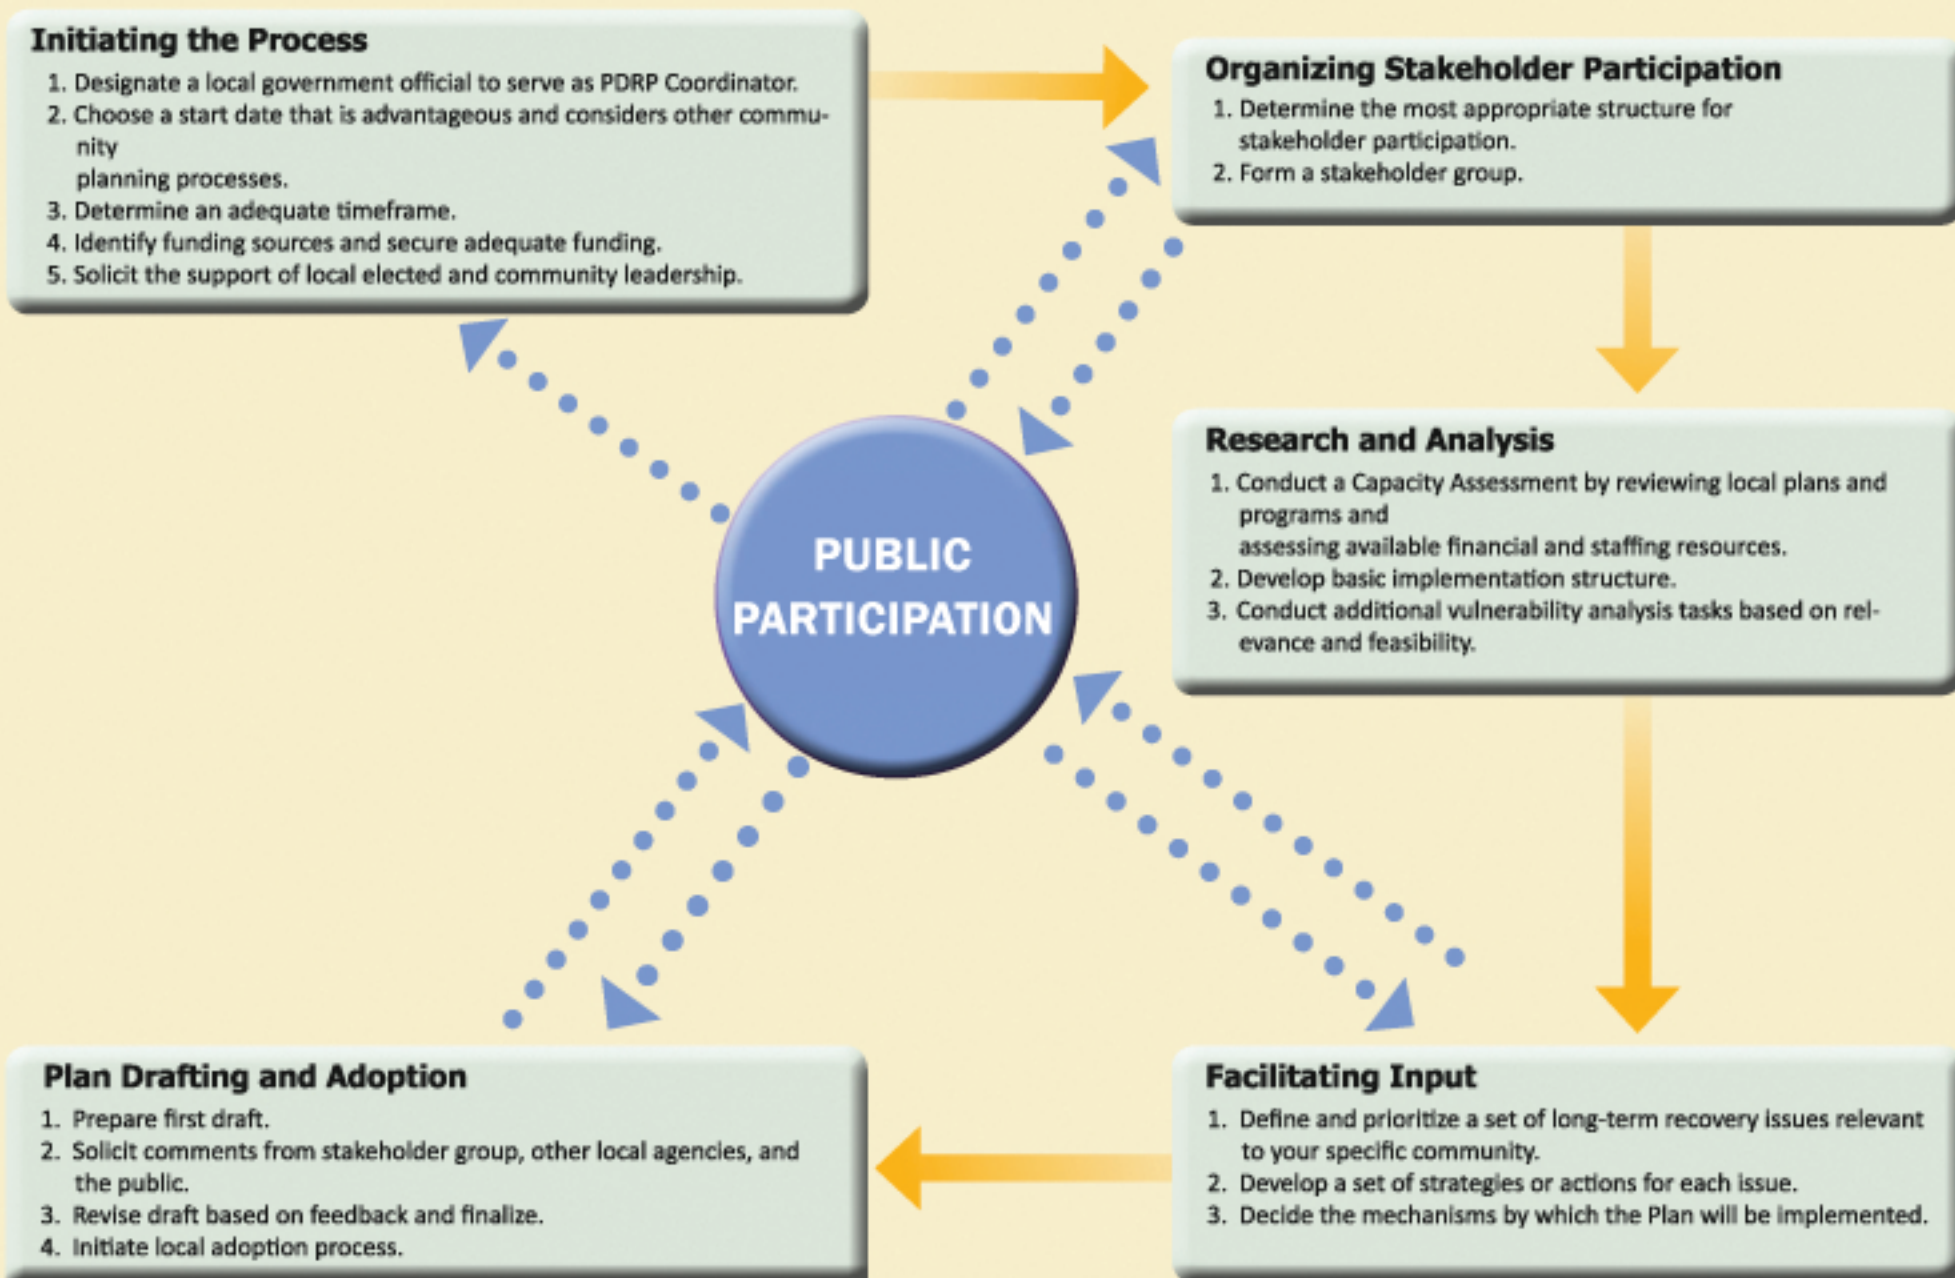 Initiating the Process
1. Designate a local government official to serve as PDRP Coordinator.
2. Choose a start date that is advantageous and considers other commu-
nity
planning processes.
3. Determine an adequate timeframe.
4. Identify funding sources and secure adequate funding.
5. Solicit the support of local elected and community leadership.
Organizing Stakeholder Participation
1. Determine the most appropriate structure for
stakeholder participation.
2. Form a stakeholder group.
Research and Analysis
1. Conduct a Capacity Assessment by reviewing local plans and
programs and
assessing available financial and staffing resources.
2. Develop basic implementation structure.
3. Conduct additional vulnerability analysis tasks based on rel-
evance and feasibility.
PUBLIC
PARTICIPATION
Plan Drafting and Adoption
1. Prepare first draft.
2. Solicit comments from stakeholder group, other local agencies, and
the public.
3. Revise draft based on feedback and finalize.
4. Initiate local adoption process.
Facilitating Input
1. Define and prioritize a set of long-term recovery issues relevant
to your specific community.
2. Develop a set of strategies or actions for each issue.
3. Decide the mechanisms by which the Plan will be implemented.